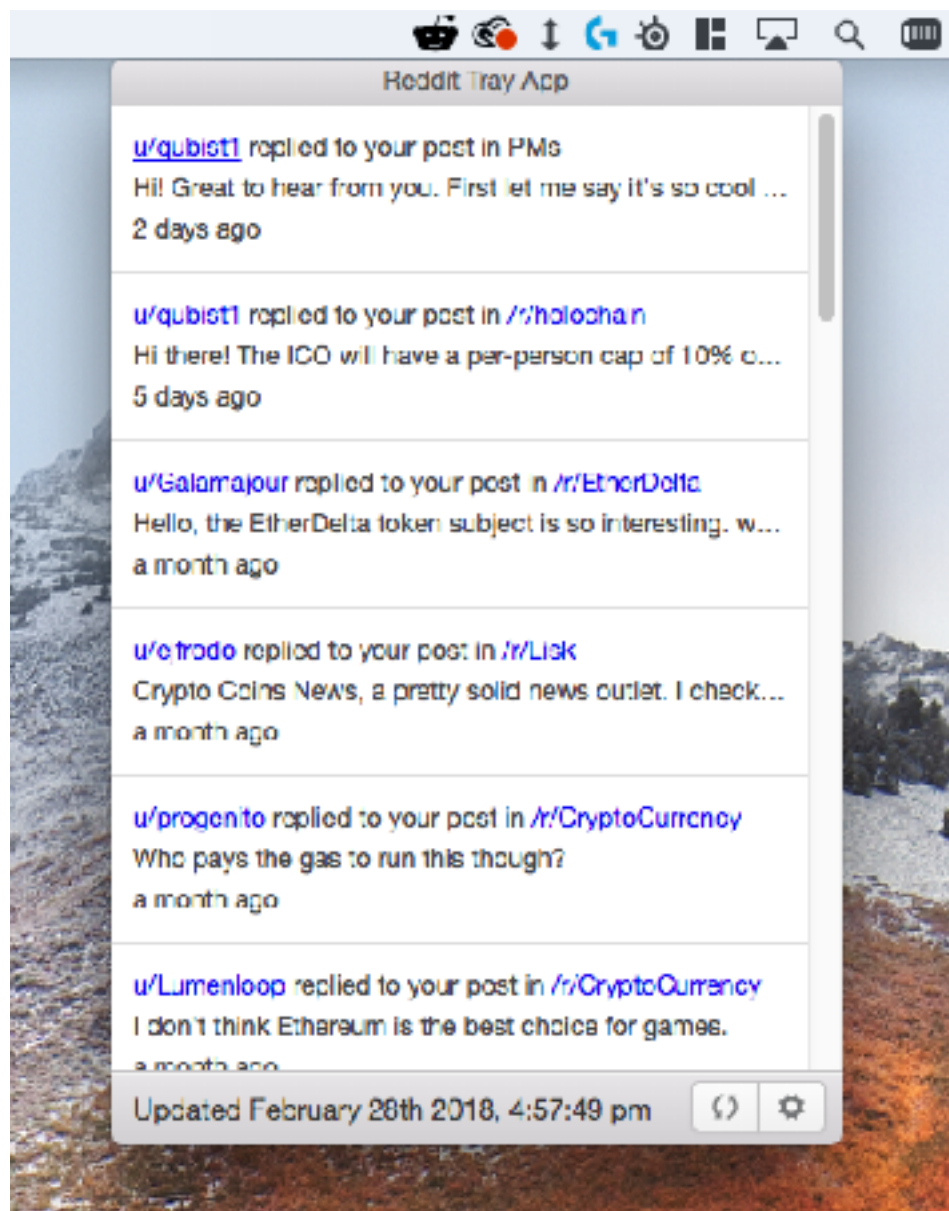 Reddit Tray App
u/qubist1 replied to your post in PMs
Hi! Great to hear from you. First let me say it's so cool ...
2 days ago
u/qubist1 replied to your post in /r/holochain
Hi there! The ICO will have a per-person cap of 10% o...
5 days ago
u/Galamajour replied to your post in /r/EtherDelta
Hello, the EtherDelta token subject is so interesting. w...
a month ago
u/ejfrodo replied to your post in /r/Lisk
Crypto Coins News, a pretty solid news outlet. I check...
a month ago
u/progenito replied to your post in /r/CryptoCurrency
Who pays the gas to run this though?
a month ago
u/Lumenloop replied to your post in /r/CryptoCurrency
I don't think Ethereum is the best choice for games.
a month ago
Updated February 28th 2018, 4:57:49 pm